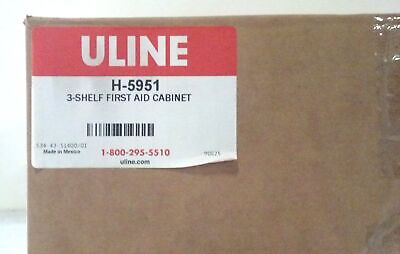 ULINE
H-5951
3-SHELF FIRST AID CABINET
Made in Mexico
1-800-295-5510
uline.com